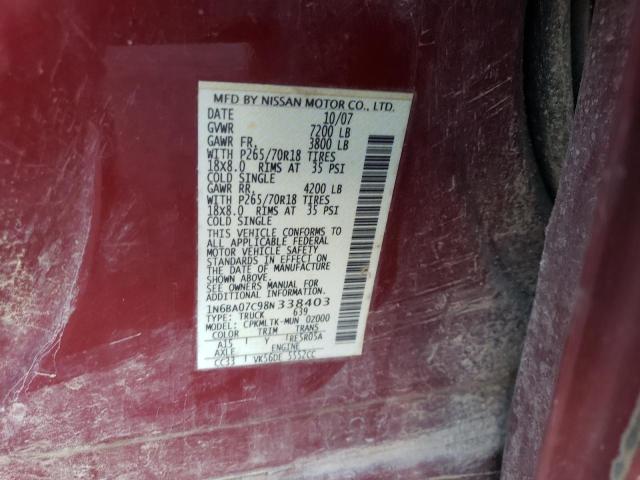 MFD BY NISSAN MOTOR CO., LTD.
DATE 10/07
GVWR 7200 LB
GAWR FR. 3800 LB
WITH P265/70R18 TIRES
18X8.0 RIMS AT 35 PSI
COLD SINGLE
GAWR RR. 4200 LB
WITH P265/70R18 TIRES
18X8.0 RIMS AT 35 PSI
COLD SINGLE
THIS VEHICLE CONFORMS TO
ALL APPLICABLE FEDERAL
MOTOR VEHICLE SAFETY
STANDARDS IN EFFECT ON
THE DATE OF MANUFACTURE
SHOWN ABOVE.
SEE OWNERS MANUAL FOR
ADDITIONAL INFORMATION
1N6BA07C98N338403
TYPE: TRUCK 639
MODEL: CPKMLTK-MUN 02000
COLOR TRIM TRANS
A15 Y TRE5R05A
AXLE ENGINE
CC33 VK56DE 5552CC